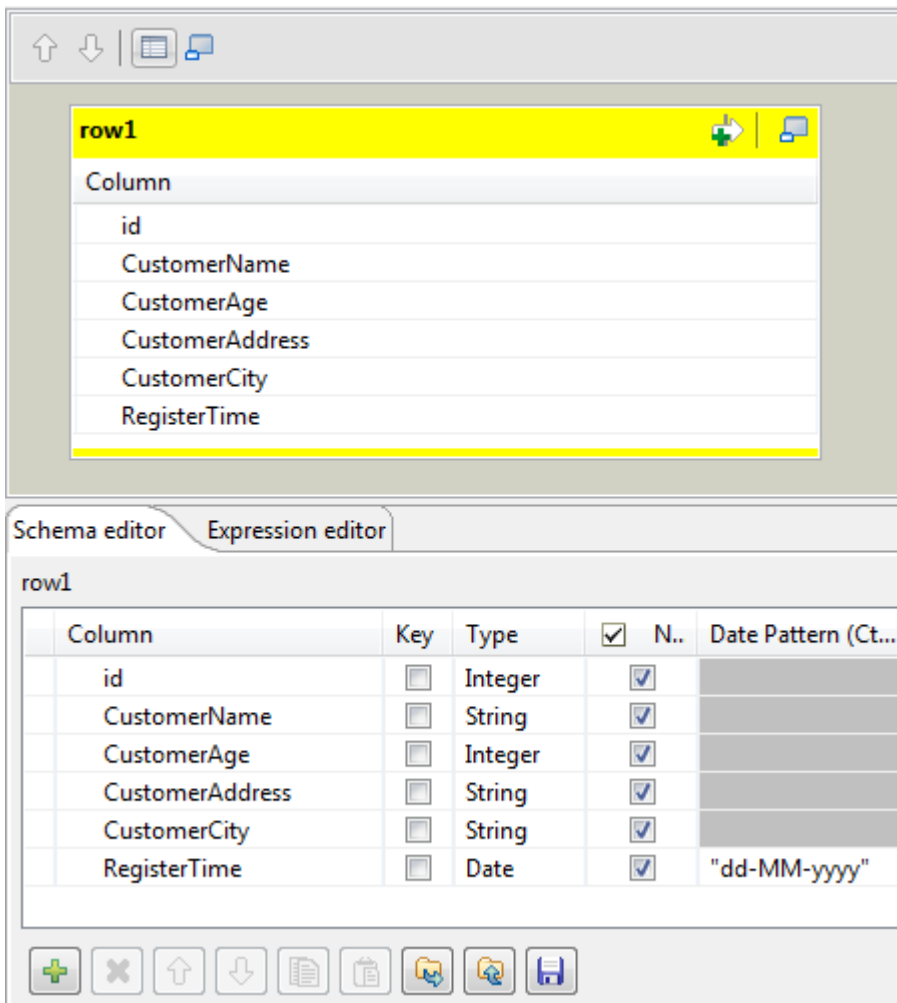 row1
Column
id
CustomerName
CustomerAge
CustomerAddress
CustomerCity
RegisterTime
Schema editor Expression editor
row1
Column Key Type N.. Date Pattern (Ct...
id Integer
CustomerName String
CustomerAge Integer
CustomerAddress String
CustomerCity String
RegisterTime Date "dd-MM-yyyy"